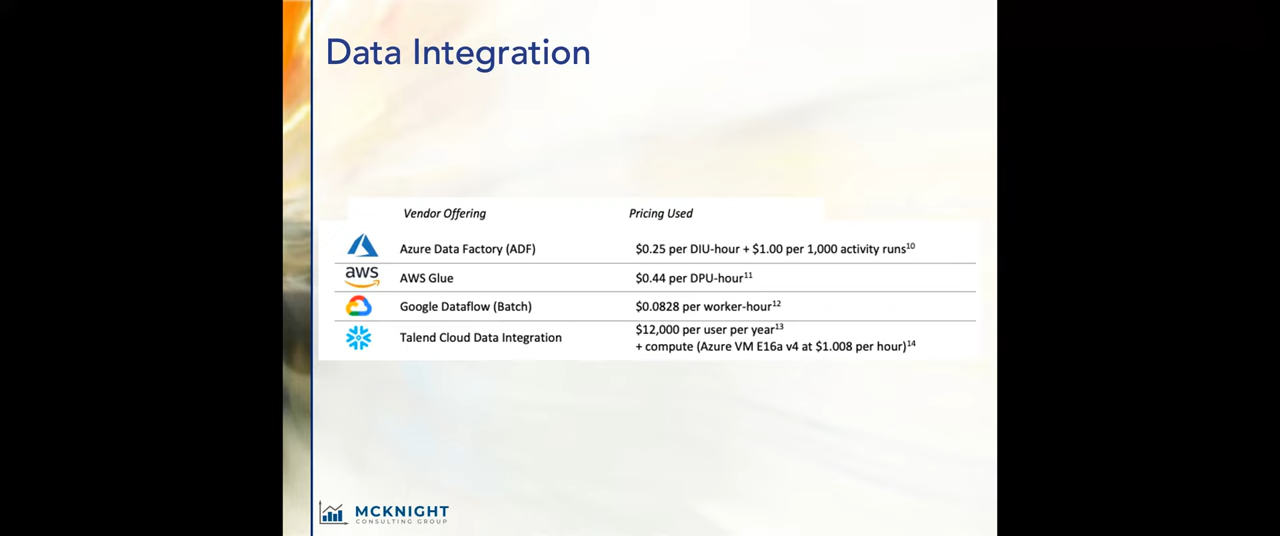 Data Integration
Vendor Offering Pricing Used
Azure Data Factory (ADF) $0.25 per DIU-hour + $1.00 per 1,000 activity runs10
aws AWS Glue $0.44 per DPU-hour11
Google Dataflow (Batch) $0.0828 per worker-hour12
Talend Cloud Data Integration $12,000 per user per year13
+ compute (Azure VM E16a v4 at $1.008 per hour)14
MCKNIGHT
CONSULTING GROUP